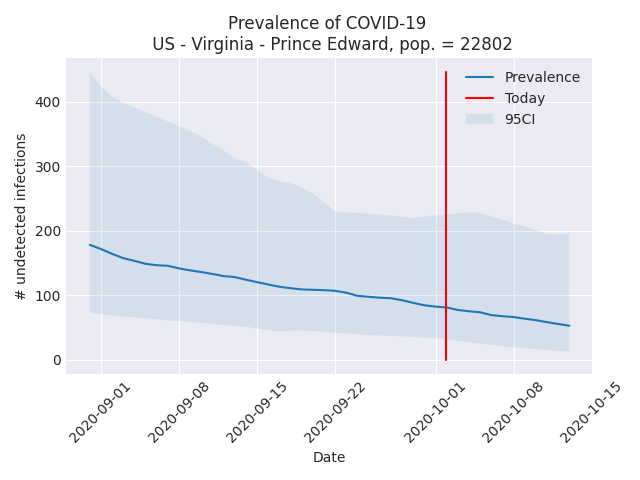 Prevalence of COVID-19
US - Virginia - Prince Edward, pop. = 22802
Prevalence
Today
95CI
# undetected infections
400
300
200
100
0
2020-09-01
2020-09-08
2020-09-15
2020-09-22
2020-10-01
2020-10-08
2020-10-15
Date